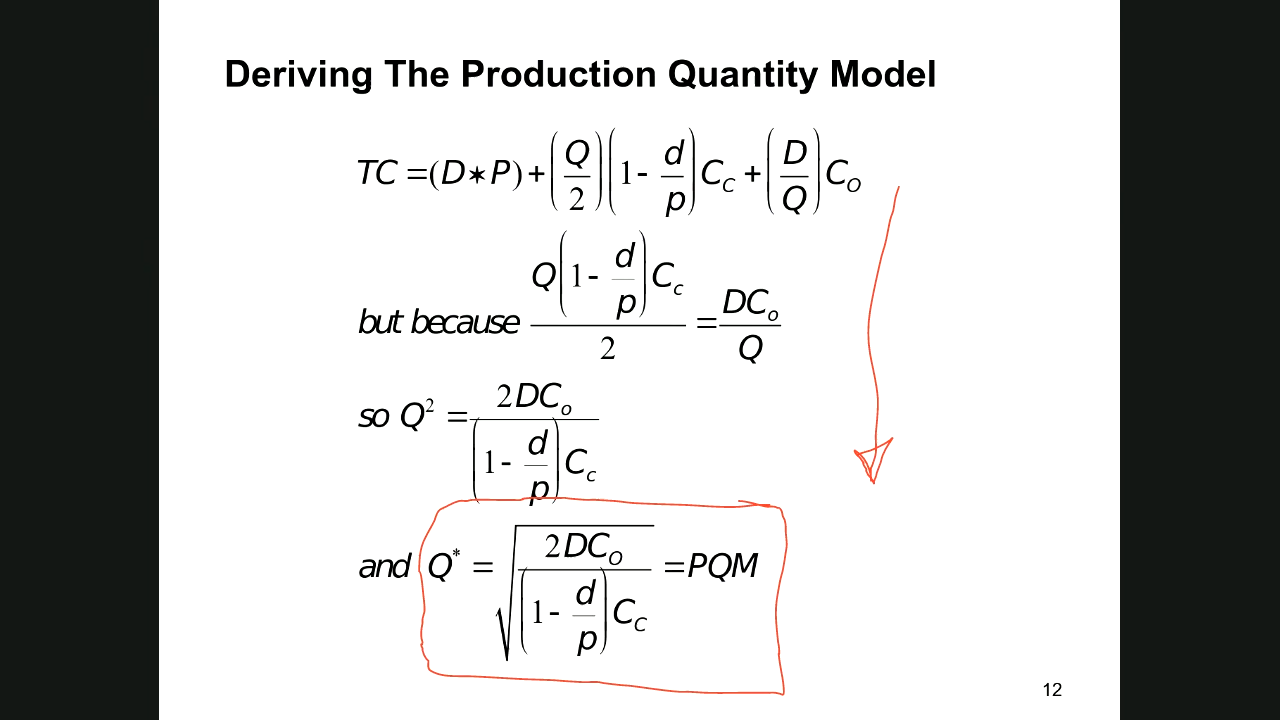 Deriving The Production Quantity Model
TC =(D✶P)+(Q/2)(1- d/p)C_C+(D/Q)C_O
but because Q(1- d/p)C_c/2 = DC_o/Q
so Q² = 2DC_o/(1- d/p)C_c
and Q* = √(2DC_O/(1- d/p)C_C) =PQM
12